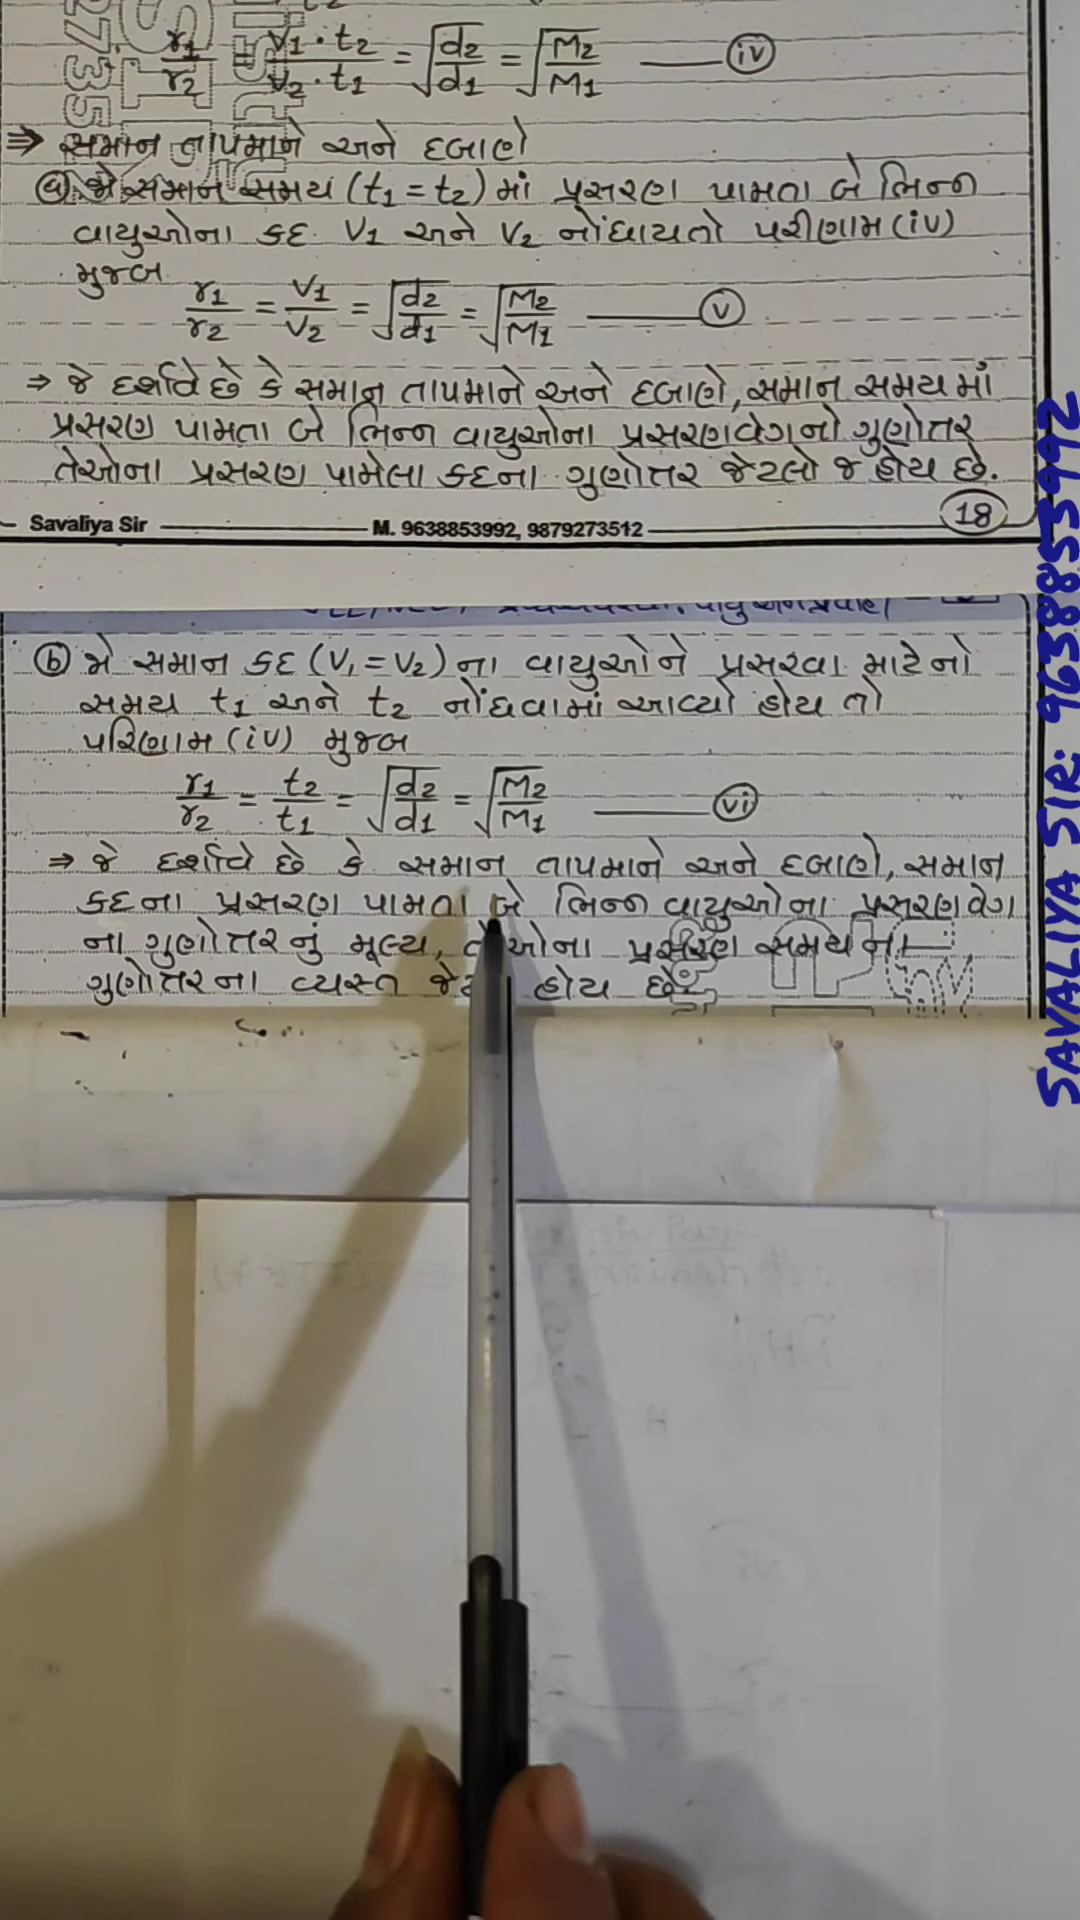 r1/r2 = V1·t2/V2·t1 = √d2/d1 = √M2/M1 ——— (iv)
⇒ સમાન તાપમાને અને દબાણે
(a) જો સમાન સમય (t1 = t2) માં પ્રસરણ પામતા બે ભિન્ન
વાયુઓના કદ V1 અને V2 નોંધાયતો પરીણામ (iv)
મુજબ
r1/r2 = V1/V2 = √d2/d1 = √M2/M1 ——— (v)
⇒ જે દર્શાવે છે કે સમાન તાપમાને અને દબાણે, સમાન સમય માં
પ્રસરણ પામતા બે ભિન્ન વાયુઓના પ્રસરણવેગનો ગુણોતર
તેઓના પ્રસરણ પામેલા કદના ગુણોતર જેટલો જ હોય છે.
Savaliya Sir M. 9638853992, 9879273512
18
(b) જો સમાન કદ (V1 = V2) ના વાયુઓને પ્રસરવા માટેનો
સમય t1 અને t2 નોંધવામાં આવ્યો હોય તો
પરિણામ (iv) મુજબ
r1/r2 = t2/t1 = √d2/d1 = √M2/M1 ——— (vi)
⇒ જે દર્શાવે છે કે સમાન તાપમાને અને દબાણે, સમાન
કદના પ્રસરણ પામતા બે ભિન્ન વાયુઓના પ્રસરણવેગ
ના ગુણોતરનું મૂલ્ય, તેઓના પ્રસરણ સમયના
ગુણોતરના વ્યસ્ત હોય છે.
SAVALIYA SIR: 9638853992